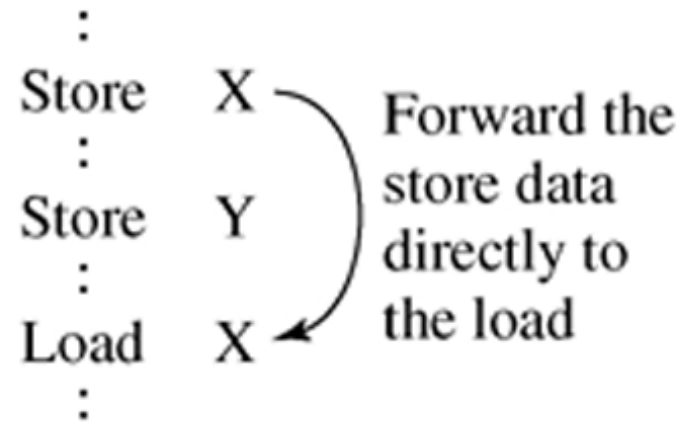 ⋮
Store X
⋮
Store Y
⋮
Load X
⋮
Forward the
store data
directly to
the load